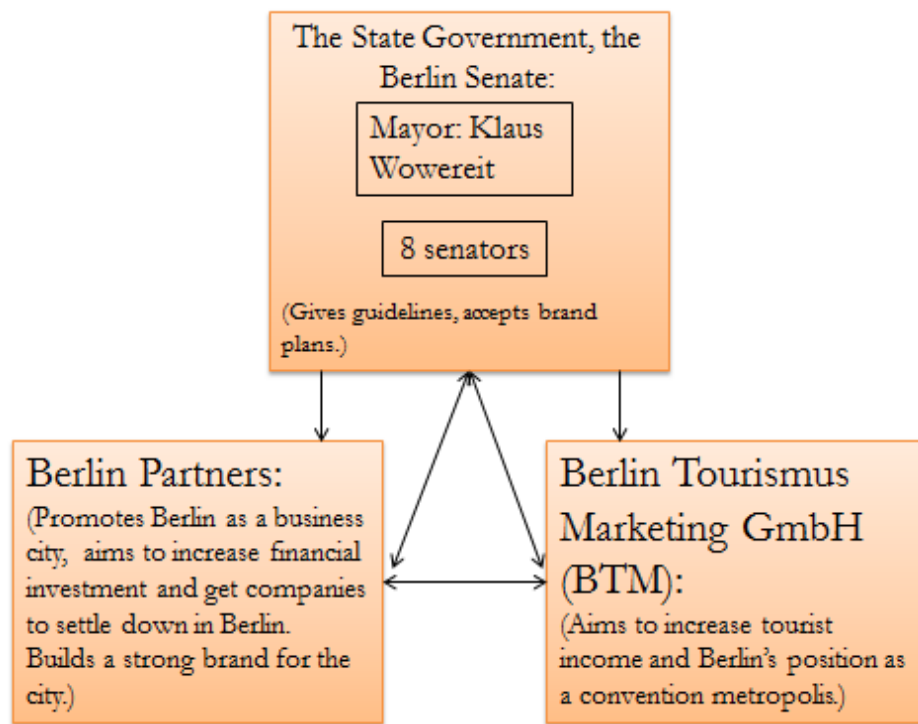 The State Government, the
Berlin Senate:
Mayor: Klaus
Wowereit
8 senators
(Gives guidelines, accepts brand
plans.)
Berlin Partners:
(Promotes Berlin as a business
city, aims to increase financial
investment and get companies
to settle down in Berlin.
Builds a strong brand for the
city.)
Berlin Tourismus
Marketing GmbH
(BTM):
(Aims to increase tourist
income and Berlin's position as
a convention metropolis.)